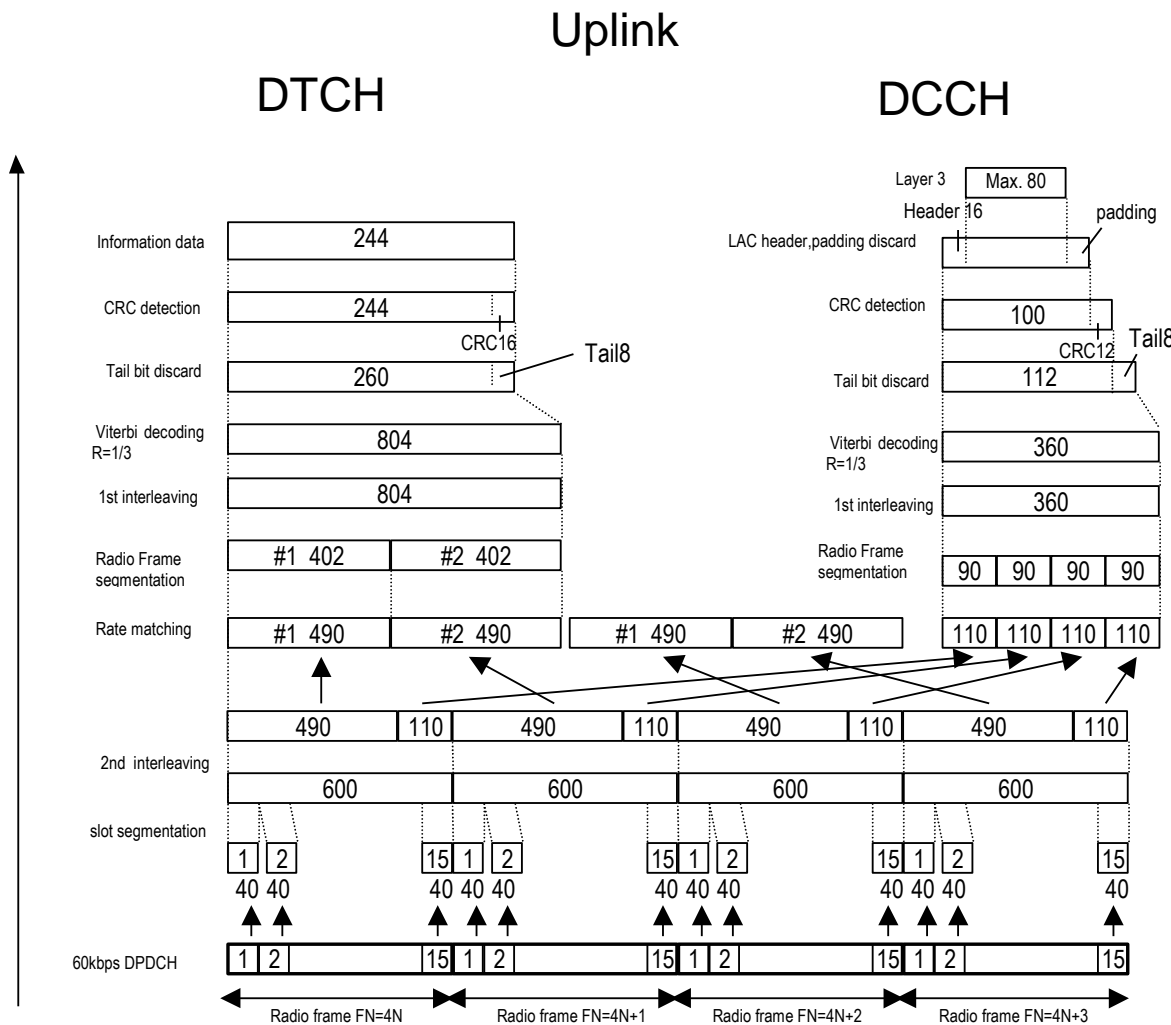 Uplink
DTCH DCCH
Layer 3 Max. 80
Header 16 padding
Information data 244 LAC header,padding discard
CRC detection 244 CRC detection 100
CRC16 CRC12
Tail8 Tail8
Tail bit discard 260 Tail bit discard 112
Viterbi decoding R=1/3 804 Viterbi decoding R=1/3 360
1st interleaving 804 1st interleaving 360
Radio Frame segmentation #1 402 #2 402 Radio Frame segmentation 90 90 90 90
Rate matching #1 490 #2 490 #1 490 #2 490 110 110 110 110
490 110 490 110 490 110 490 110
2nd interleaving
600 600 600 600
slot segmentation
1 2 15 1 2 15 1 2 15 1 2 15
40 40 40 40 40 40 40 40 40 40 40 40
60kbps DPDCH 1 2 15 1 2 15 1 2 15 1 2 15
Radio frame FN=4N Radio frame FN=4N+1 Radio frame FN=4N+2 Radio frame FN=4N+3